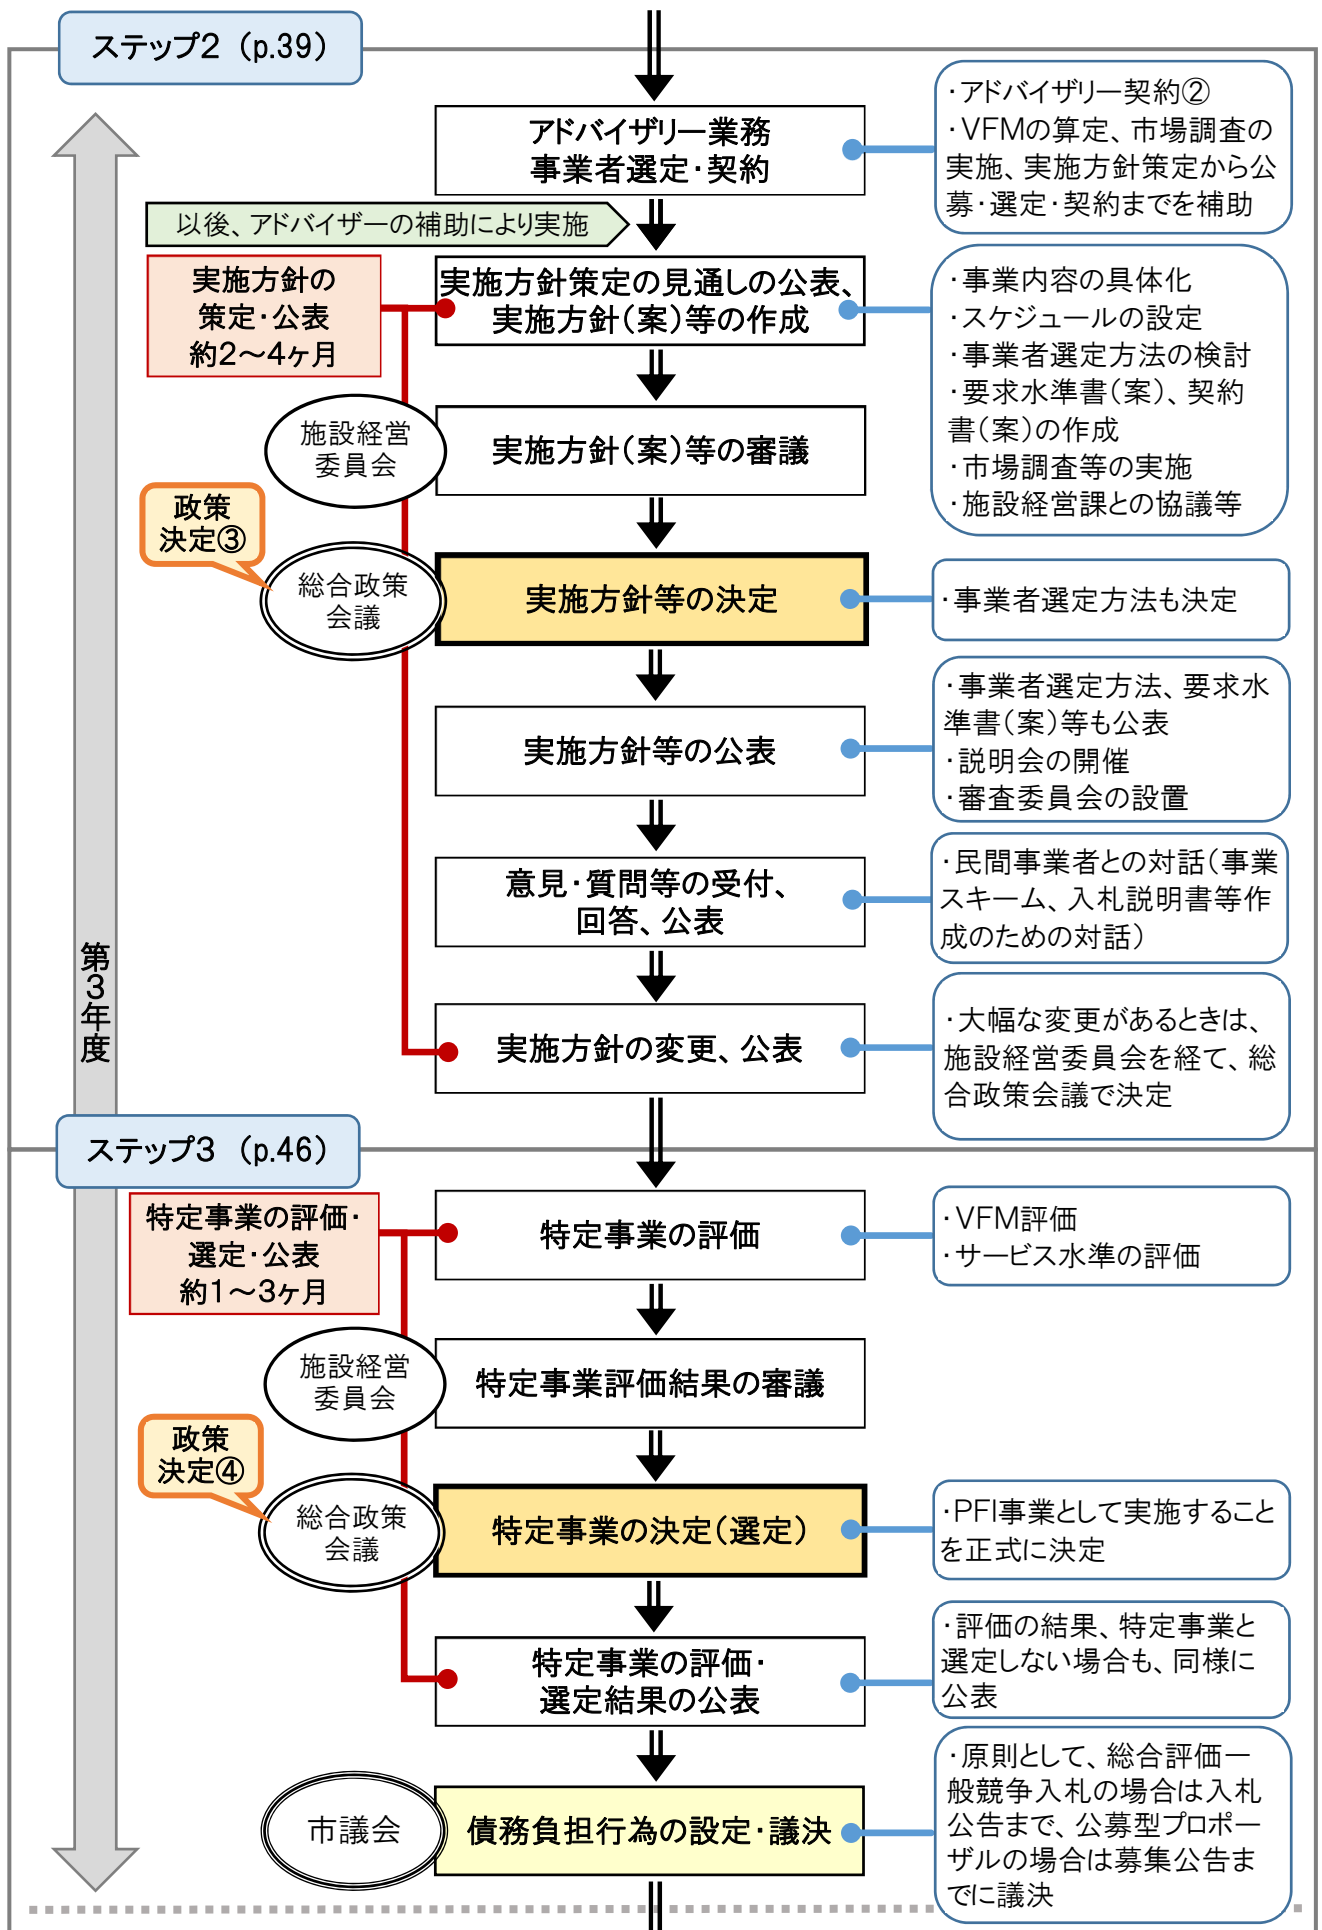 ステップ2 (p.39)
アドバイザリー業務
事業者選定・契約
・アドバイザリー契約②
・VFMの算定、市場調査の
実施、実施方針策定から公
募・選定・契約までを補助
以後、アドバイザーの補助により実施
実施方針の
策定・公表
約2～4ヶ月
実施方針策定の見通しの公表、
実施方針(案)等の作成
・事業内容の具体化
・スケジュールの設定
・事業者選定方法の検討
・要求水準書(案)、契約
書(案)の作成
・市場調査等の実施
・施設経営課との協議等
施設経営
委員会
実施方針(案)等の審議
政策
決定③
総合政策
会議
実施方針等の決定
・事業者選定方法も決定
実施方針等の公表
・事業者選定方法、要求水
準書(案)等も公表
・説明会の開催
・審査委員会の設置
意見・質問等の受付、
回答、公表
・民間事業者との対話(事業
スキーム、入札説明書等作
成のための対話)
第3年度
実施方針の変更、公表
・大幅な変更があるときは、
施設経営委員会を経て、総
合政策会議で決定
ステップ3 (p.46)
特定事業の評価・
選定・公表
約1～3ヶ月
特定事業の評価
・VFM評価
・サービス水準の評価
施設経営
委員会
特定事業評価結果の審議
政策
決定④
総合政策
会議
特定事業の決定(選定)
・PFI事業として実施すること
を正式に決定
特定事業の評価・
選定結果の公表
・評価の結果、特定事業と
選定しない場合も、同様に
公表
市議会
債務負担行為の設定・議決
・原則として、総合評価一
般競争入札の場合は入札
公告まで、公募型プロポー
ザルの場合は募集公告ま
でに議決